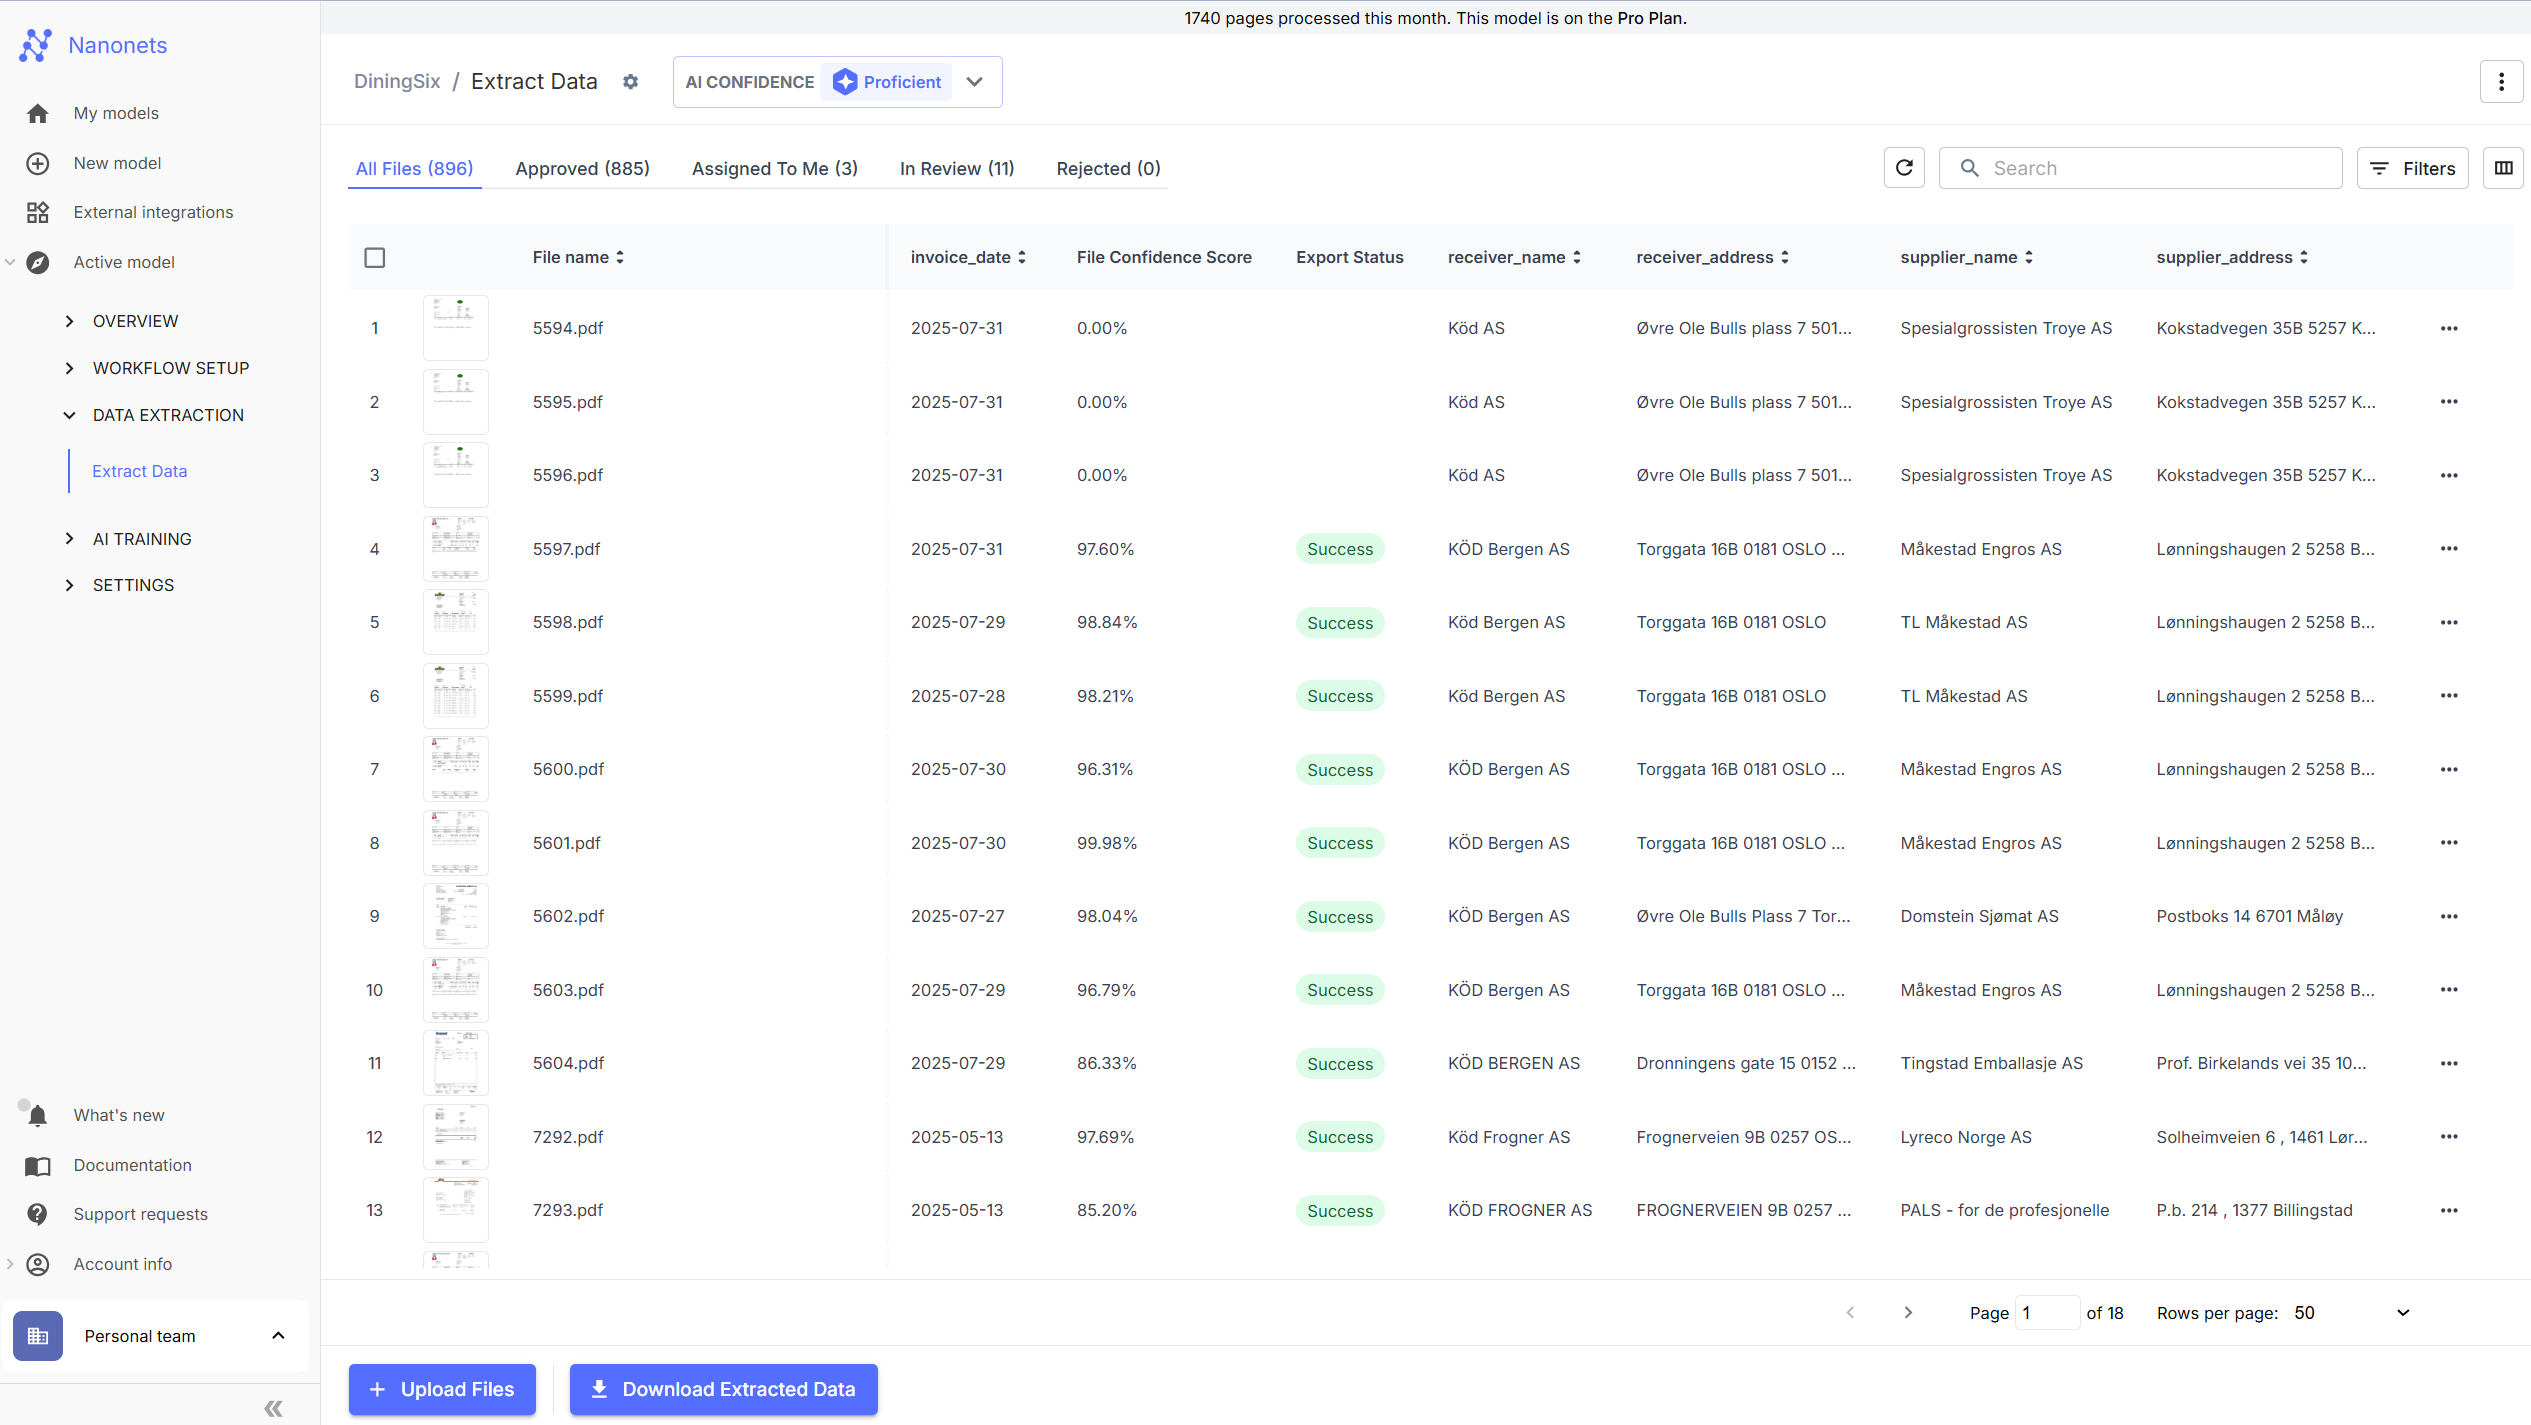 1740 pages processed this month. This model is on the Pro Plan.
Nanonets
My models
New model
External integrations
Active model
OVERVIEW
WORKFLOW SETUP
DATA EXTRACTION
Extract Data
AI TRAINING
SETTINGS
What's new
Documentation
Support requests
Account info
Personal team
DiningSix / Extract Data
AI CONFIDENCE Proficient
All Files (896) Approved (885) Assigned To Me (3) In Review (11) Rejected (0)
Search
Filters
File name invoice_date File Confidence Score Export Status receiver_name receiver_address supplier_name supplier_address
1 5594.pdf 2025-07-31 0.00% Köd AS Øvre Ole Bulls plass 7 501... Spesialgrossisten Troye AS Kokstadvegen 35B 5257 K...
2 5595.pdf 2025-07-31 0.00% Köd AS Øvre Ole Bulls plass 7 501... Spesialgrossisten Troye AS Kokstadvegen 35B 5257 K...
3 5596.pdf 2025-07-31 0.00% Köd AS Øvre Ole Bulls plass 7 501... Spesialgrossisten Troye AS Kokstadvegen 35B 5257 K...
4 5597.pdf 2025-07-31 97.60% Success KÖD Bergen AS Torggata 16B 0181 OSLO ... Måkestad Engros AS Lønningshaugen 2 5258 B...
5 5598.pdf 2025-07-29 98.84% Success Köd Bergen AS Torggata 16B 0181 OSLO TL Måkestad AS Lønningshaugen 2 5258 B...
6 5599.pdf 2025-07-28 98.21% Success Köd Bergen AS Torggata 16B 0181 OSLO TL Måkestad AS Lønningshaugen 2 5258 B...
7 5600.pdf 2025-07-30 96.31% Success KÖD Bergen AS Torggata 16B 0181 OSLO ... Måkestad Engros AS Lønningshaugen 2 5258 B...
8 5601.pdf 2025-07-30 99.98% Success KÖD Bergen AS Torggata 16B 0181 OSLO ... Måkestad Engros AS Lønningshaugen 2 5258 B...
9 5602.pdf 2025-07-27 98.04% Success KÖD Bergen AS Øvre Ole Bulls Plass 7 Tor... Domstein Sjømat AS Postboks 14 6701 Måløy
10 5603.pdf 2025-07-29 96.79% Success KÖD Bergen AS Torggata 16B 0181 OSLO ... Måkestad Engros AS Lønningshaugen 2 5258 B...
11 5604.pdf 2025-07-29 86.33% Success KÖD BERGEN AS Dronningens gate 15 0152 ... Tingstad Emballasje AS Prof. Birkelands vei 35 10...
12 7292.pdf 2025-05-13 97.69% Success Köd Frogner AS Frognerveien 9B 0257 OS... Lyreco Norge AS Solheimveien 6 , 1461 Lør...
13 7293.pdf 2025-05-13 85.20% Success KÖD FROGNER AS FROGNERVEIEN 9B 0257 ... PALS - for de profesjonelle P.b. 214 , 1377 Billingstad
Page 1 of 18 Rows per page: 50
Upload Files
Download Extracted Data